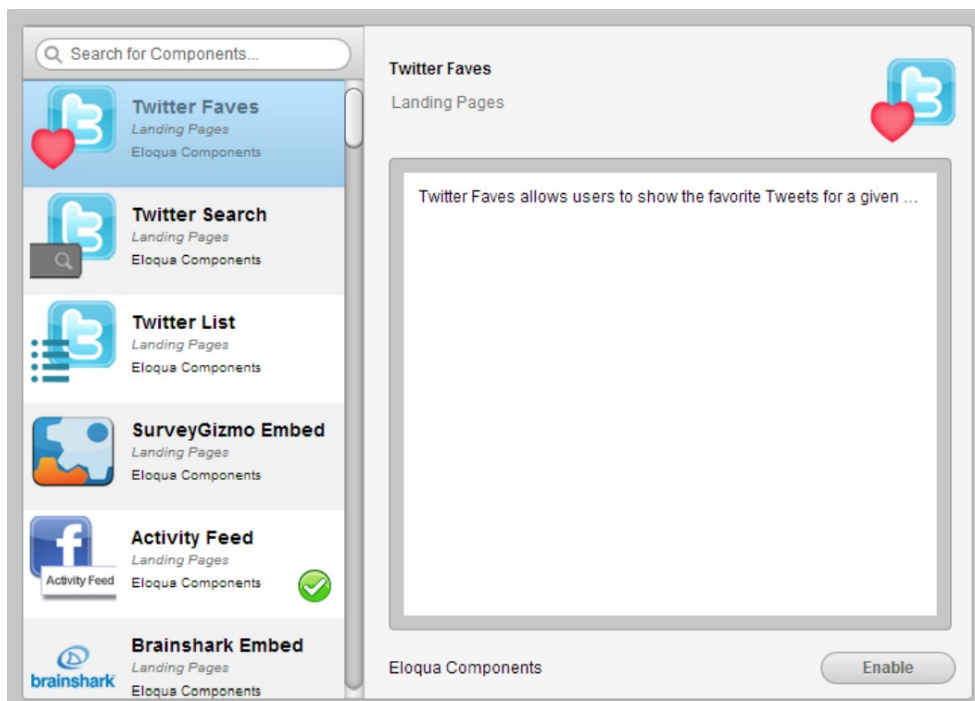 Search for Components...
Twitter Faves
Landing Pages
Eloqua Components
Twitter Search
Landing Pages
Eloqua Components
Twitter List
Landing Pages
Eloqua Components
SurveyGizmo Embed
Landing Pages
Eloqua Components
Activity Feed
Activity Feed
Landing Pages
Eloqua Components
brainshark
Brainshark Embed
Landing Pages
Eloqua Components
Twitter Faves
Landing Pages
Twitter Faves allows users to show the favorite Tweets for a given ...
Eloqua Components
Enable